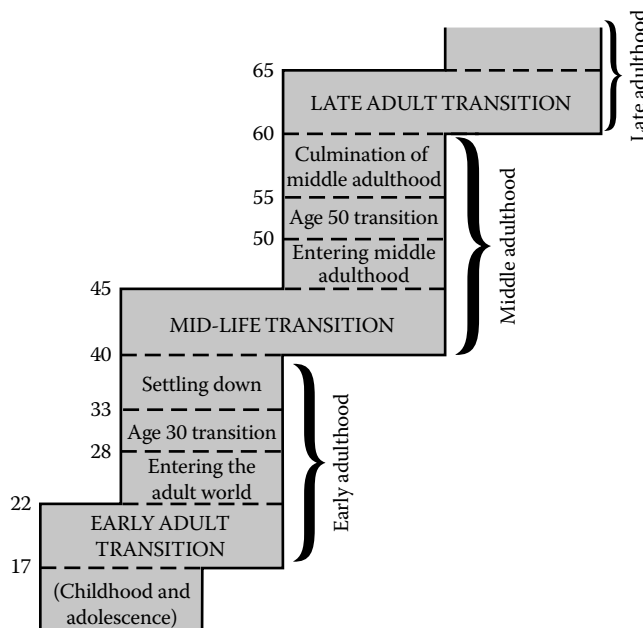 65
LATE ADULT TRANSITION
Late adulthood
60
Culmination of
middle adulthood
55
Age 50 transition
50
Entering middle
adulthood
Middle adulthood
45
MID-LIFE TRANSITION
40
Settling down
33
Age 30 transition
28
Entering the
adult world
Early adulthood
22
EARLY ADULT
TRANSITION
17
(Childhood and
adolescence)